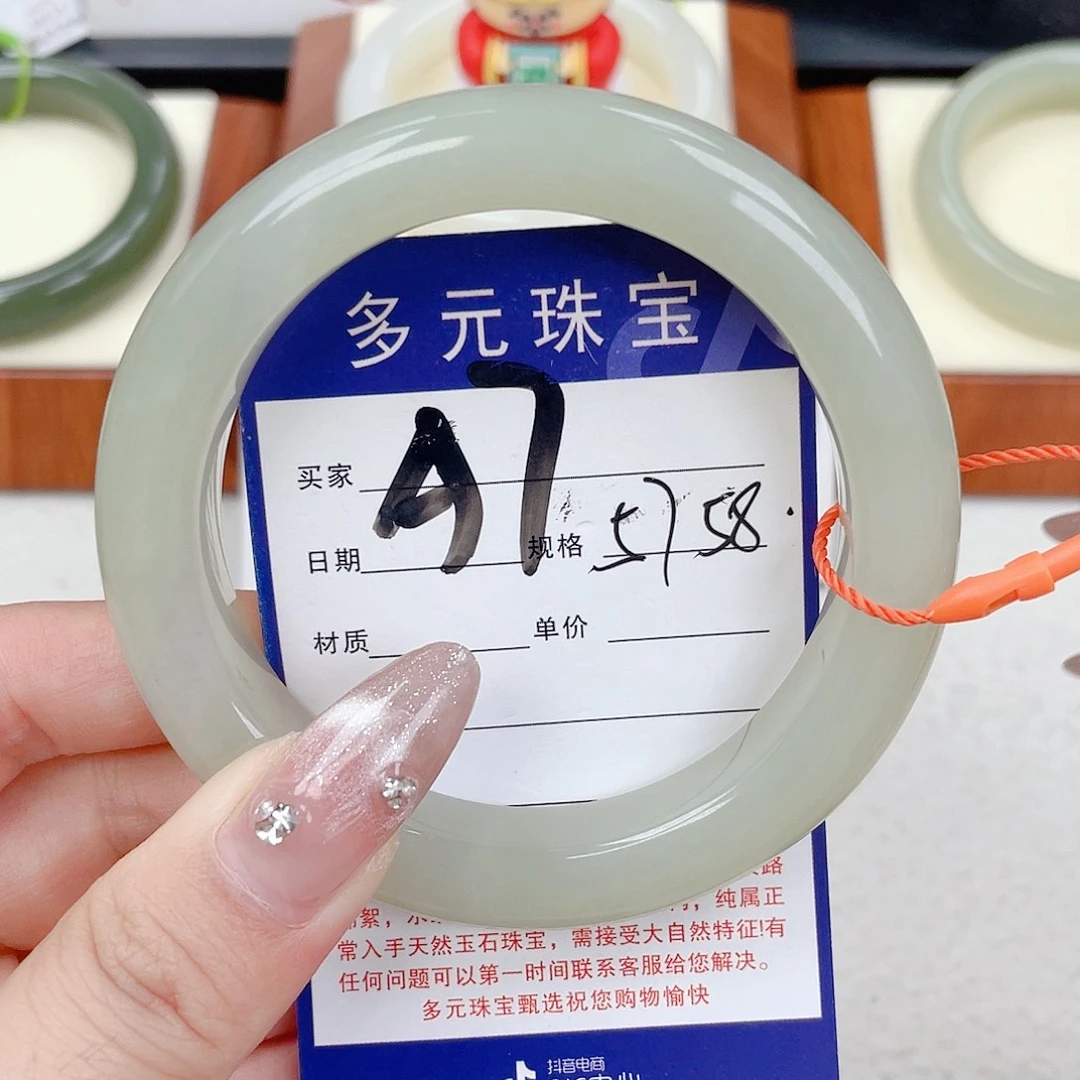 多元珠宝
A7
买家
日期 规格 57 58.
材质 单价
路
絮,
常入手天然玉石珠宝,需接受大自然特征!有
任何问题可以第一时间联系客服给您解决。
多元珠宝甄选祝您购物愉快
抖音电商